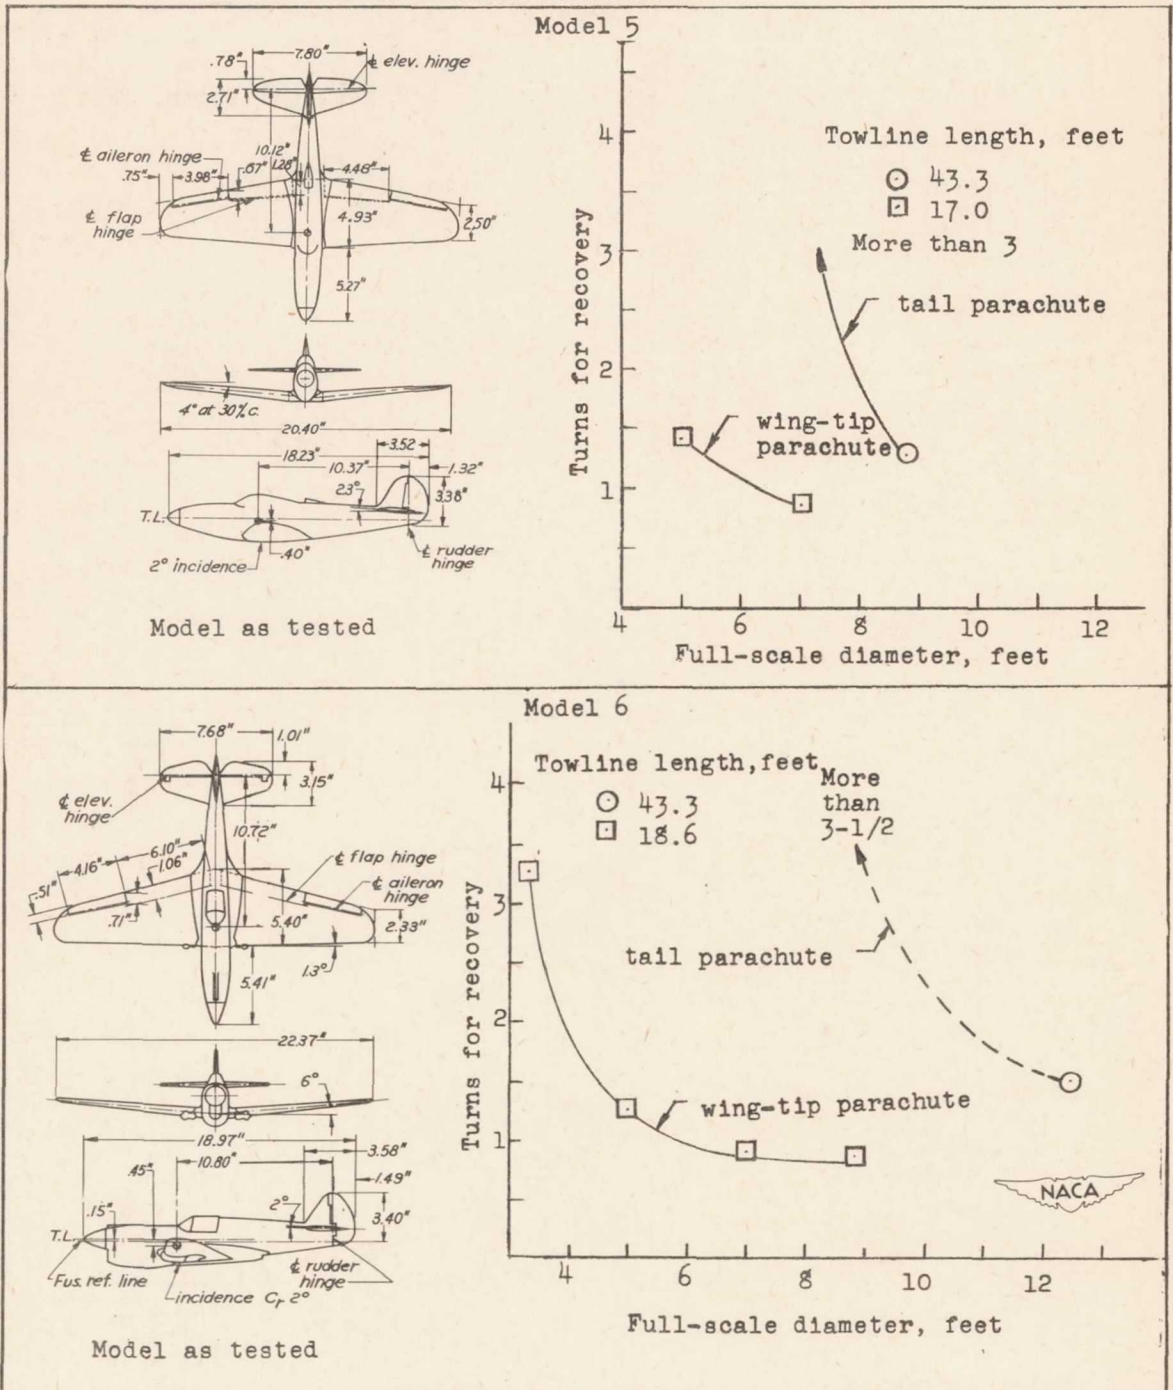 Model 5
7.80"
.78"
℄ elev. hinge
2.71"
10.12"
℄ aileron hinge
.67" 1.28"
4.48"
.75"
3.98"
℄ flap
hinge
4.93"
2.50"
5.27"
4° at 30% c.
20.40"
3.52
18.23"
10.37"
1.32"
23°
3.38"
T.L.
.40"
2° incidence
℄ rudder
hinge
Model as tested
Towline length, feet
43.3
17.0
More than 3
tail parachute
wing-tip
parachute
Turns for recovery
4
3
2
1
4 6 8 10 12
Full-scale diameter, feet
Model 6
7.68"
1.01"
3.15"
℄ elev.
hinge
10.72"
6.10"
4.16"
1.06"
℄ flap hinge
℄ aileron
hinge
.51"
.71"
5.40"
2.33"
1.3°
5.41"
22.37"
6°
18.97"
3.58"
.45"
10.80"
1.49"
.15"
2°
3.40"
T.L.
Fus. ref. line
℄ rudder
hinge
incidence Cr 2°
Model as tested
Towline length, feet
43.3
18.6
More
than
3-1/2
tail parachute
wing-tip parachute
Turns for recovery
4
3
2
1
NACA
4 6 8 10 12
Full-scale diameter, feet